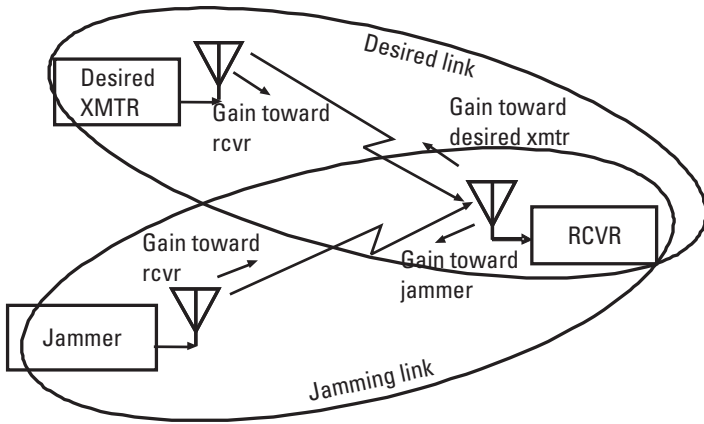 Desired link
Desired
XMTR
Gain toward
rcvr
Gain toward
desired xmtr
RCVR
Gain toward
rcvr
Gain toward
jammer
Jammer
Jamming link